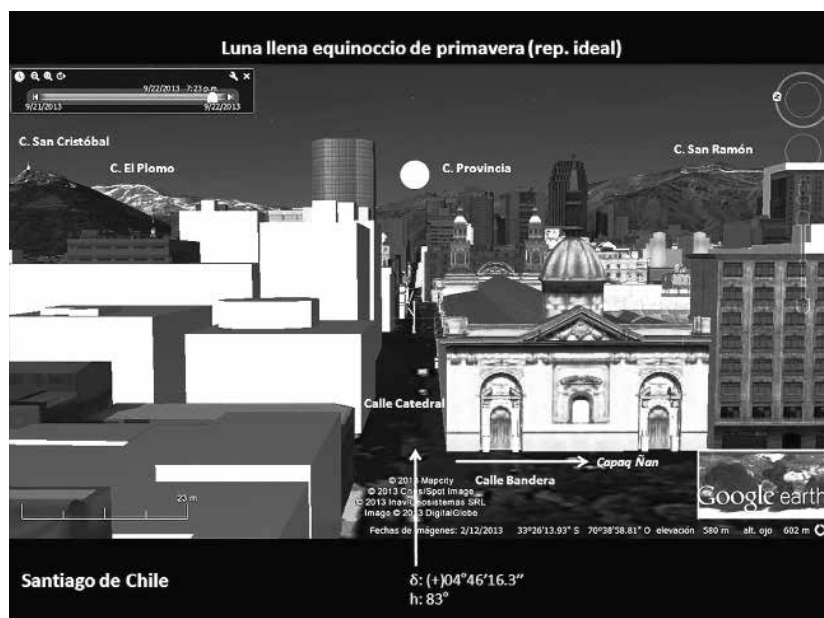 Luna llena equinoccio de primavera (rep. ideal)
9/22/2013 7:23 p.m.
9/21/2013
9/22/2013
C. San Cristóbal
C. El Plomo
C. Provincia
C. San Ramón
Calle Catedral
Capaq Ñan
Calle Bandera
© 2013 Mapcity
© 2013 Cnes/Spot Image
© 2013 Inav/Geosistemas SRL
Image © 2013 DigitalGlobe
Google earth
23 m
Fechas de imágenes: 2/12/2013 33°26'13.93" S 70°38'58.81" O elevación 580 m alt. ojo 602 m
Santiago de Chile
δ: (+)04°46'16.3’’
h: 83°